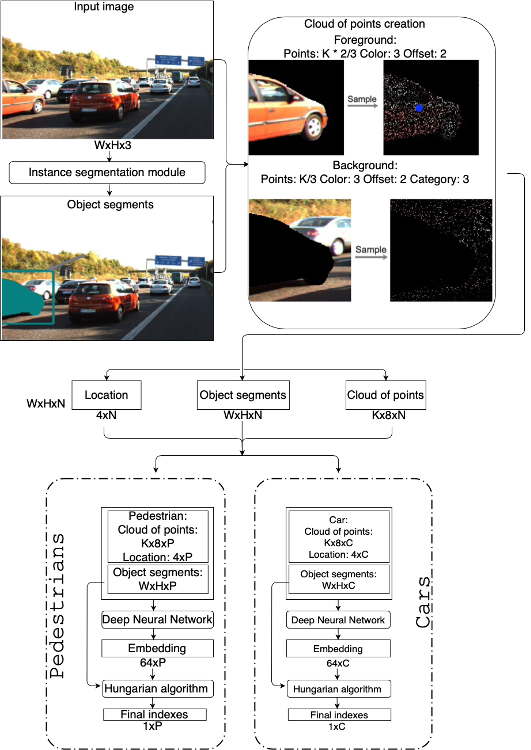 Input image
WxHx3
Instance segmentation module
Object segments
Cloud of points creation
Foreground:
Points: K * 2/3 Color: 3 Offset: 2
Sample
Background:
Points: K/3 Color: 3 Offset: 2 Category: 3
Sample
WxHxN
Location
4xN
Object segments
WxHxN
Cloud of points
Kx8xN
Pedestrians
Pedestrian:
Cloud of points:
Kx8xP
Location: 4xP
Object segments:
WxHxP
Deep Neural Network
Embedding
64xP
Hungarian algorithm
Final indexes
1xP
Car:
Cloud of points:
Kx8xC
Location: 4xC
Object segments:
WxHxC
Deep Neural Network
Embedding
64xC
Hungarian algorithm
Final indexes
1xC
Cars